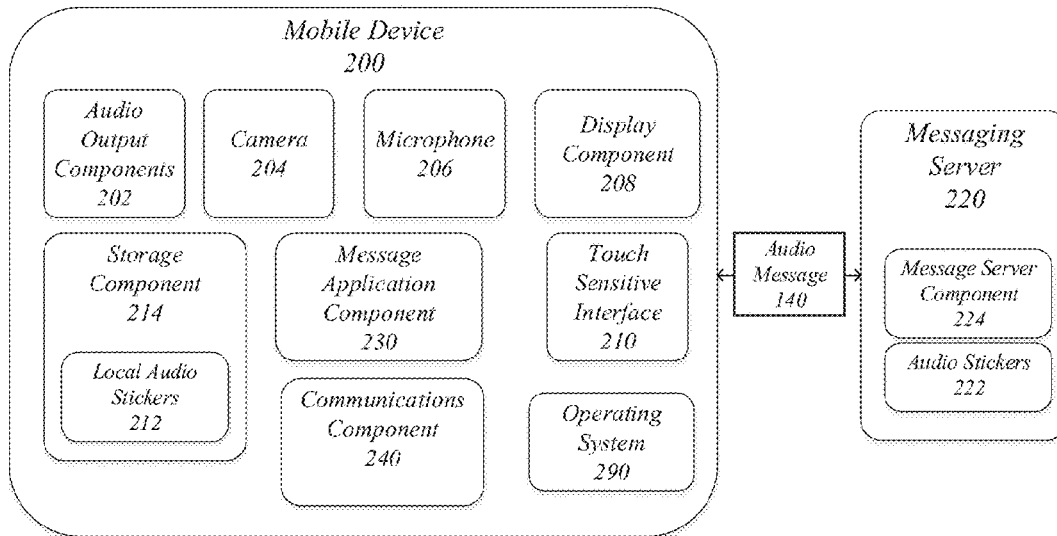 Mobile Device
200
Audio
Output
Components
202
Camera
204
Microphone
206
Display
Component
208
Storage
Component
214
Local Audio
Stickers
212
Message
Application
Component
230
Touch
Sensitive
Interface
210
Communications
Component
240
Operating
System
290
Audio
Message
140
Messaging
Server
220
Message Server
Component
224
Audio Stickers
222